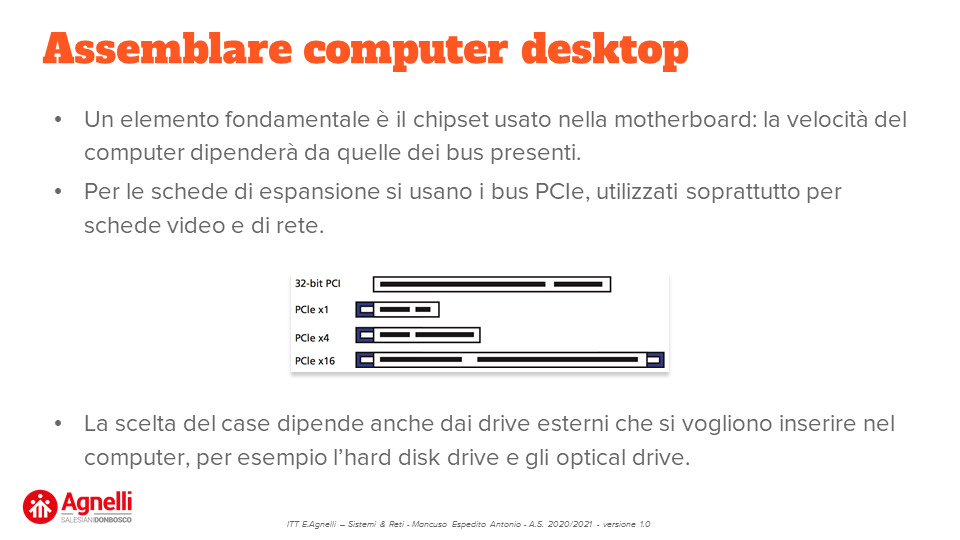 Assemblare computer desktop
• Un elemento fondamentale è il chipset usato nella motherboard: la velocità del
computer dipenderà da quelle dei bus presenti.
• Per le schede di espansione si usano i bus PCIe, utilizzati soprattutto per
schede video e di rete.
32-bit PCI
PCIe x1
PCIe x4
PCIe x16
• La scelta del case dipende anche dai drive esterni che si vogliono inserire nel
computer, per esempio l’hard disk drive e gli optical drive.
Agnelli
SALESIANIDONBOSCO
ITT E.Agnelli – Sistemi & Reti - Mancuso Espedito Antonio - A.S. 2020/2021 - versione 1.0